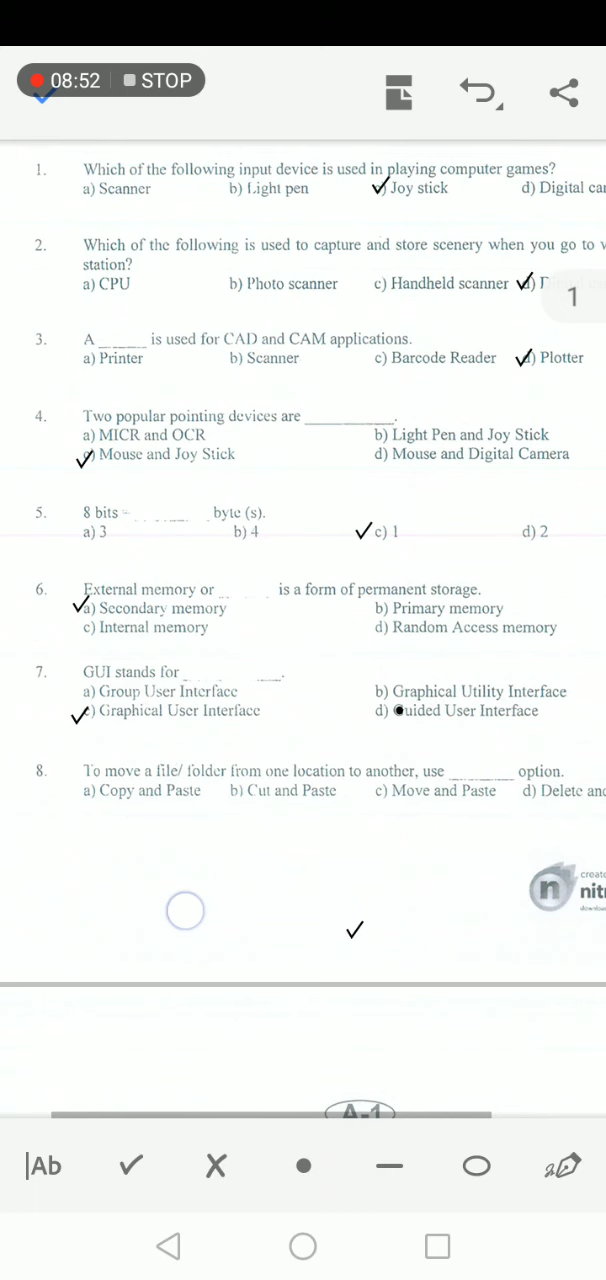 08:52 STOP
1. Which of the following input device is used in playing computer games?
a) Scanner b) Light pen Joy stick d) Digital
2. Which of the following is used to capture and store scenery when you go to
station?
a) CPU b) Photo scanner c) Handheld scanner
1
3. A ______ is used for CAD and CAM applications.
a) Printer b) Scanner c) Barcode Reader d) Plotter
4. Two popular pointing devices are __________.
a) MICR and OCR b) Light Pen and Joy Stick
c) Mouse and Joy Stick d) Mouse and Digital Camera
5. 8 bits = ______ byte (s).
a) 3 b) 4 c) 1 d) 2
6. External memory or ______ is a form of permanent storage.
a) Secondary memory b) Primary memory
c) Internal memory d) Random Access memory
7. GUI stands for __________.
a) Group User Interface b) Graphical Utility Interface
c) Graphical User Interface d) Guided User Interface
8. To move a file/ folder from one location to another, use ________ option.
a) Copy and Paste b) Cut and Paste c) Move and Paste d) Delete
n
A-1
Ab